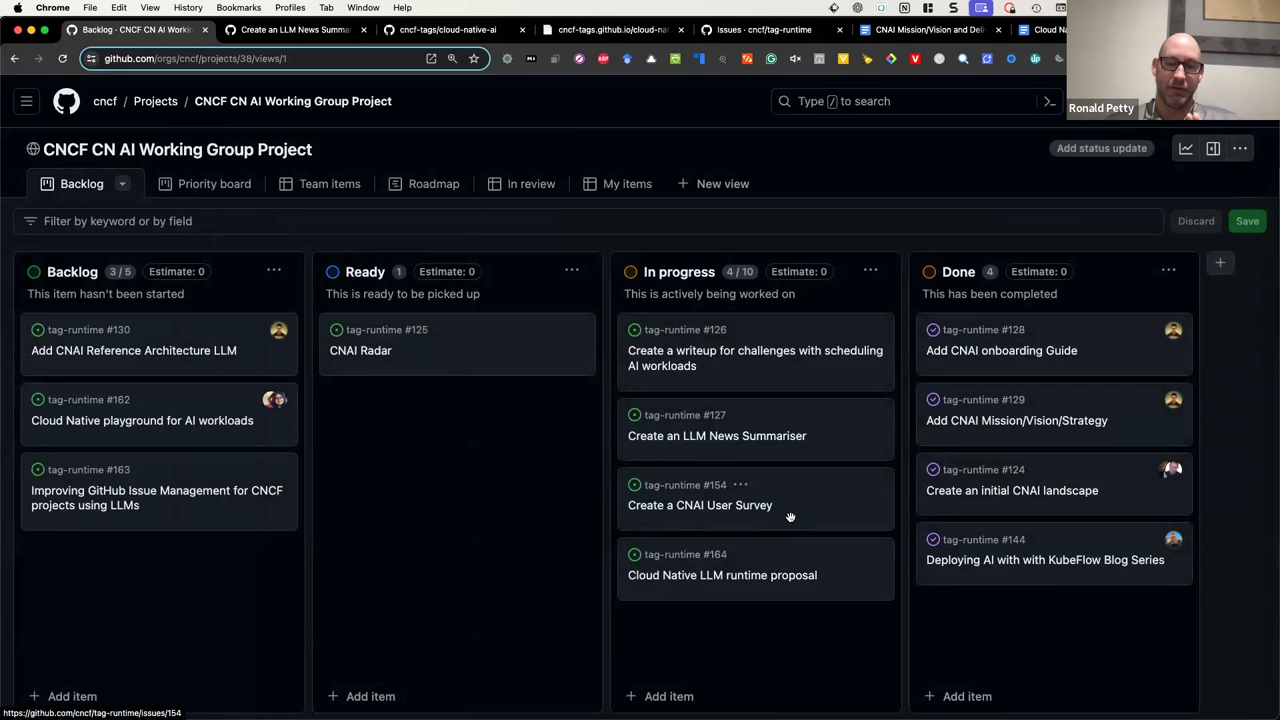 Chrome File Edit View History Bookmarks Profiles Tab Window Help
Backlog · CNCF CN AI Workin
Create an LLM News Summar
cncf-tags/cloud-native-ai
cncf-tags.github.io/cloud-nat
Issues · cncf/tag-runtime
CNAI Mission/Vision and Deli
Cloud Na
github.com/orgs/cncf/projects/38/views/1
cncf / Projects / CNCF CN AI Working Group Project
Type / to search
Ronald Petty
CNCF CN AI Working Group Project
Add status update
Backlog
Priority board
Team items
Roadmap
In review
My items
New view
Filter by keyword or by field
Discard
Save
Backlog 3 / 5 Estimate: 0
This item hasn't been started
tag-runtime #130
Add CNAI Reference Architecture LLM
tag-runtime #162
Cloud Native playground for AI workloads
tag-runtime #163
Improving GitHub Issue Management for CNCF
projects using LLMs
Add item
Ready 1 Estimate: 0
This is ready to be picked up
tag-runtime #125
CNAI Radar
Add item
In progress 4 / 10 Estimate: 0
This is actively being worked on
tag-runtime #126
Create a writeup for challenges with scheduling
AI workloads
tag-runtime #127
Create an LLM News Summariser
tag-runtime #154
Create a CNAI User Survey
tag-runtime #164
Cloud Native LLM runtime proposal
Add item
Done 4 Estimate: 0
This has been completed
tag-runtime #128
Add CNAI onboarding Guide
tag-runtime #129
Add CNAI Mission/Vision/Strategy
tag-runtime #124
Create an initial CNAI landscape
tag-runtime #144
Deploying AI with with KubeFlow Blog Series
Add item
https://github.com/cncf/tag-runtime/issues/154